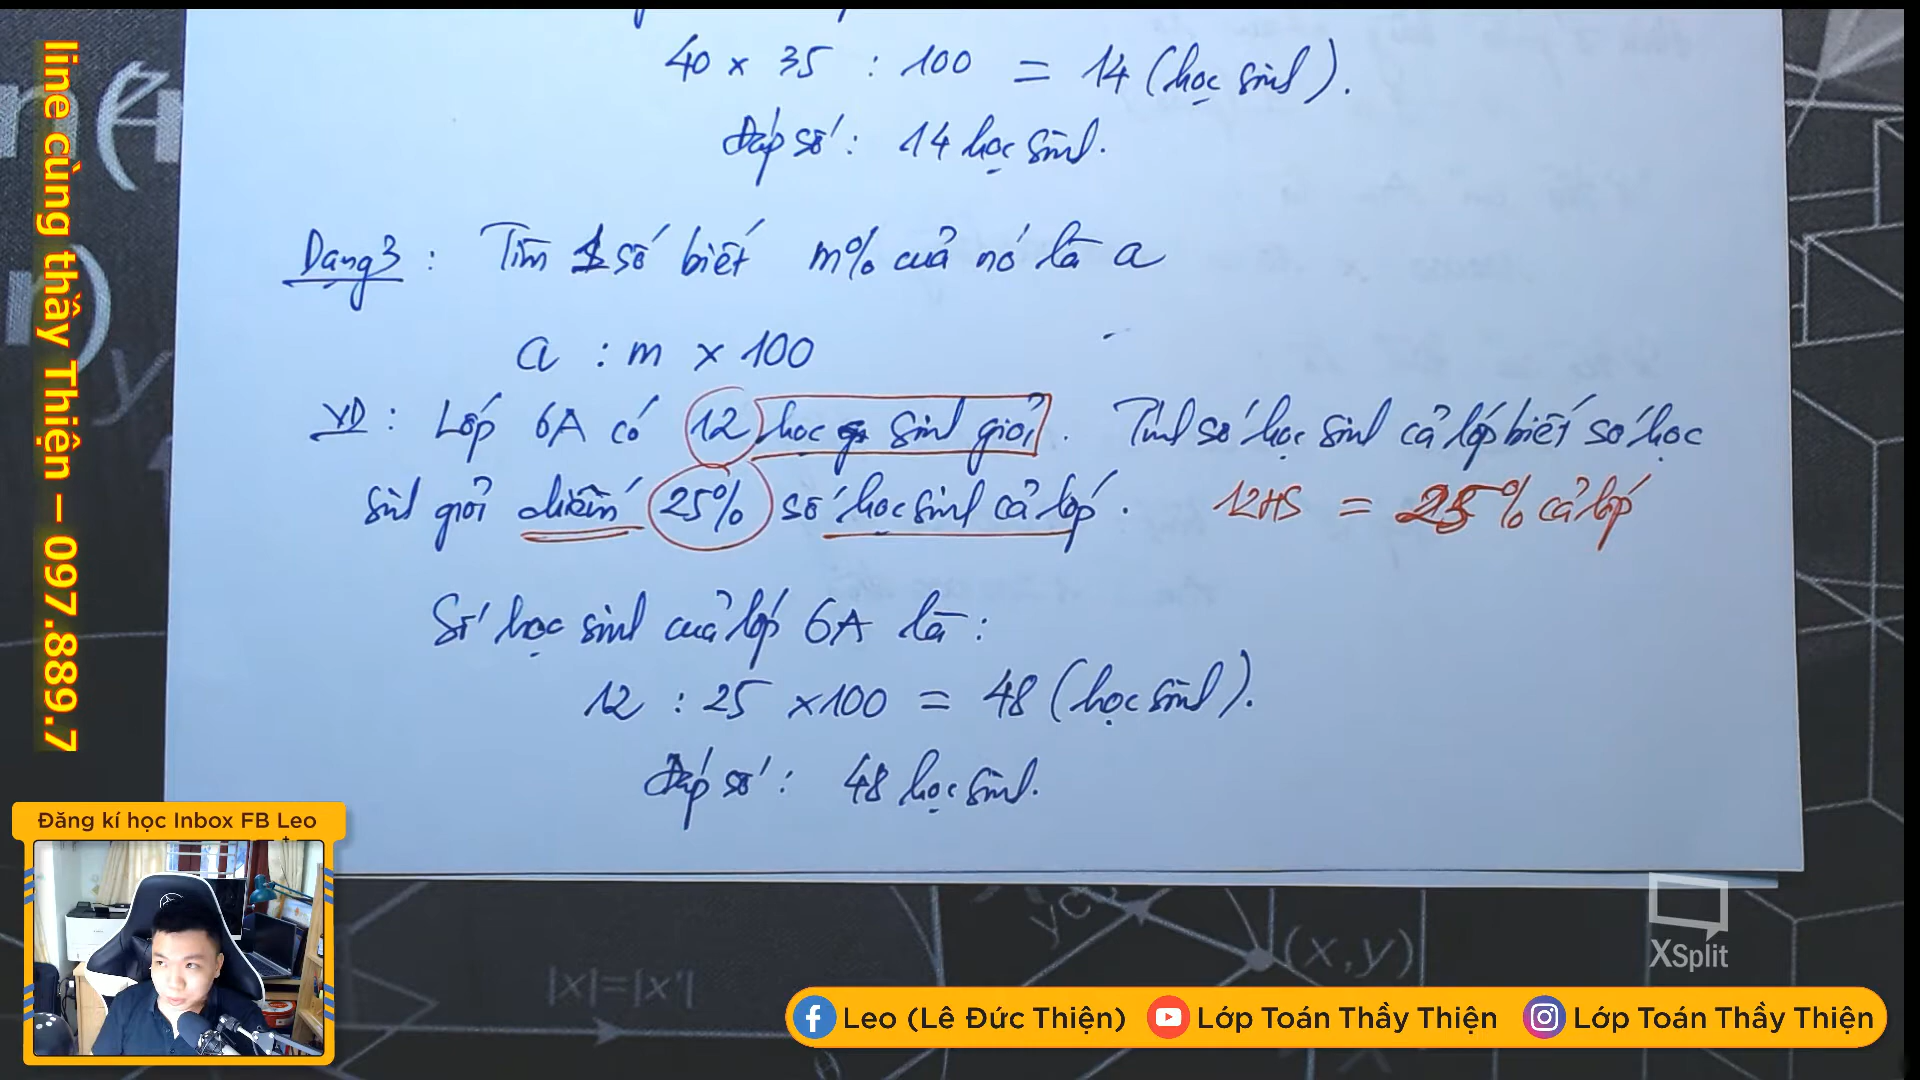 40 x 35 : 100 = 14 (học sinh).
Đáp số: 14 học sinh.
Dạng 3 : Tìm 1 số biết m% của nó là a
a : m x 100
VD : Lớp 6A có 12 học sinh giỏi. Tính số học sinh cả lớp biết số học
sinh giỏi chiếm 25% số học sinh cả lớp. 12HS = 25% cả lớp
Số học sinh của lớp 6A là :
12 : 25 x100 = 48 (học sinh).
Đáp số : 48 học sinh.
line cùng thầy Thiện – 097.889.7
Đăng kí học Inbox FB Leo
|x|=|x'|
(x,y)
XSplit
Leo (Lê Đức Thiện) Lớp Toán Thầy Thiện Lớp Toán Thầy Thiện